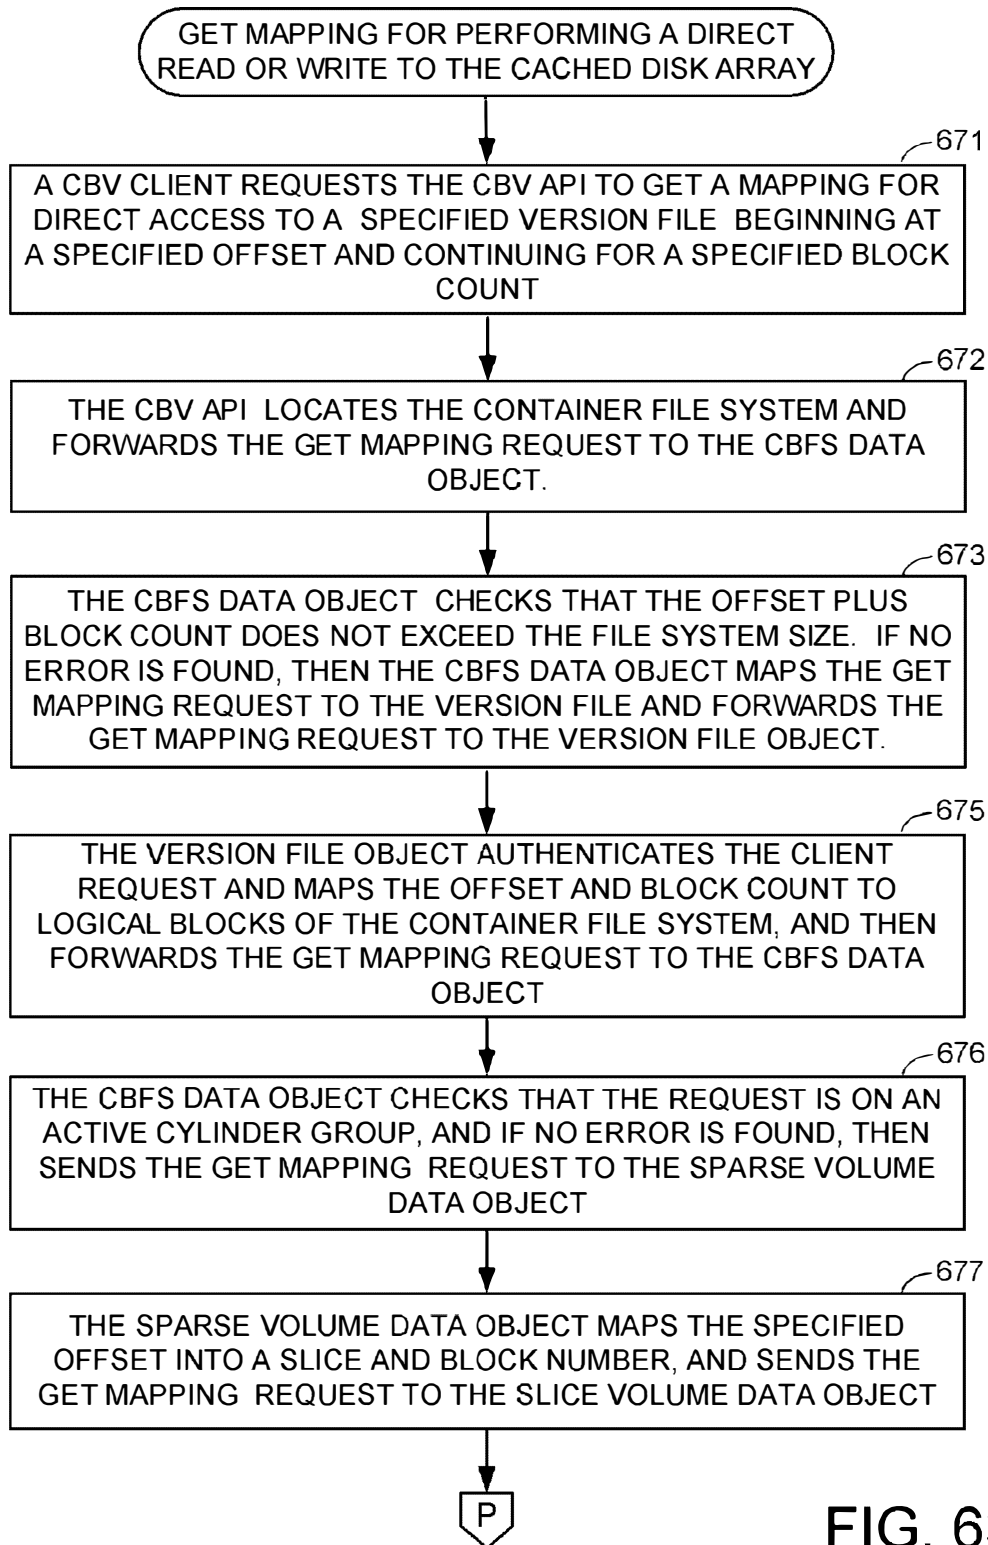 GET MAPPING FOR PERFORMING A DIRECT
READ OR WRITE TO THE CACHED DISK ARRAY
671
A CBV CLIENT REQUESTS THE CBV API TO GET A MAPPING FOR
DIRECT ACCESS TO A SPECIFIED VERSION FILE BEGINNING AT
A SPECIFIED OFFSET AND CONTINUING FOR A SPECIFIED BLOCK
COUNT
672
THE CBV API LOCATES THE CONTAINER FILE SYSTEM AND
FORWARDS THE GET MAPPING REQUEST TO THE CBFS DATA
OBJECT.
673
THE CBFS DATA OBJECT CHECKS THAT THE OFFSET PLUS
BLOCK COUNT DOES NOT EXCEED THE FILE SYSTEM SIZE. IF NO
ERROR IS FOUND, THEN THE CBFS DATA OBJECT MAPS THE GET
MAPPING REQUEST TO THE VERSION FILE AND FORWARDS THE
GET MAPPING REQUEST TO THE VERSION FILE OBJECT.
675
THE VERSION FILE OBJECT AUTHENTICATES THE CLIENT
REQUEST AND MAPS THE OFFSET AND BLOCK COUNT TO
LOGICAL BLOCKS OF THE CONTAINER FILE SYSTEM, AND THEN
FORWARDS THE GET MAPPING REQUEST TO THE CBFS DATA
OBJECT
676
THE CBFS DATA OBJECT CHECKS THAT THE REQUEST IS ON AN
ACTIVE CYLINDER GROUP, AND IF NO ERROR IS FOUND, THEN
SENDS THE GET MAPPING REQUEST TO THE SPARSE VOLUME
DATA OBJECT
677
THE SPARSE VOLUME DATA OBJECT MAPS THE SPECIFIED
OFFSET INTO A SLICE AND BLOCK NUMBER, AND SENDS THE
GET MAPPING REQUEST TO THE SLICE VOLUME DATA OBJECT
P
FIG.